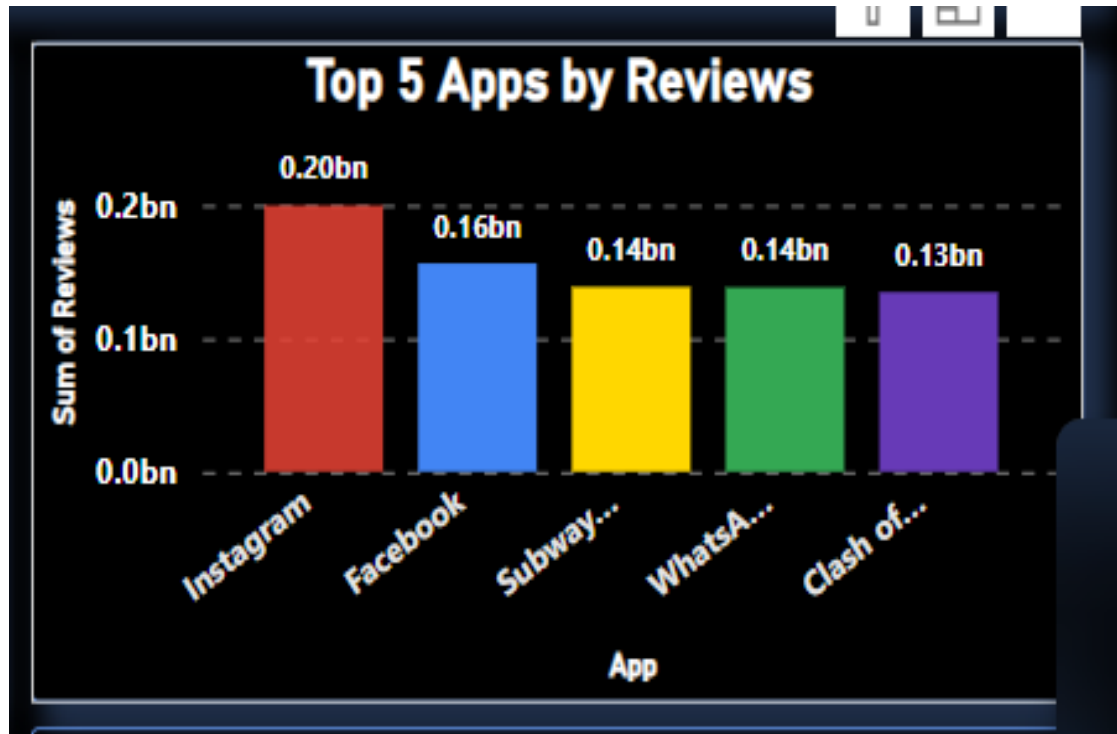 Top 5 Apps by Reviews
Sum of Reviews
0.2bn
0.1bn
0.0bn
0.20bn
0.16bn
0.14bn
0.14bn
0.13bn
Instagram
Facebook
Subway...
WhatsA...
Clash of...
App